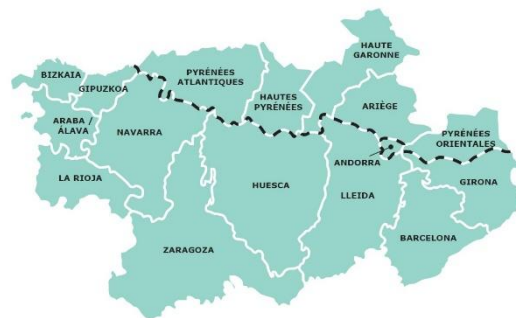 HAUTE
GARONNE
BIZKAIA
GIPUZKOA
PYRÉNÉES
ATLANTIQUES
HAUTES
PYRÉNÉES
ARIÈGE
ARABA /
ÁLAVA
NAVARRA
PYRÉNÉES
ORIENTALES
ANDORRA
LA RIOJA
HUESCA
LLEIDA
GIRONA
ZARAGOZA
BARCELONA